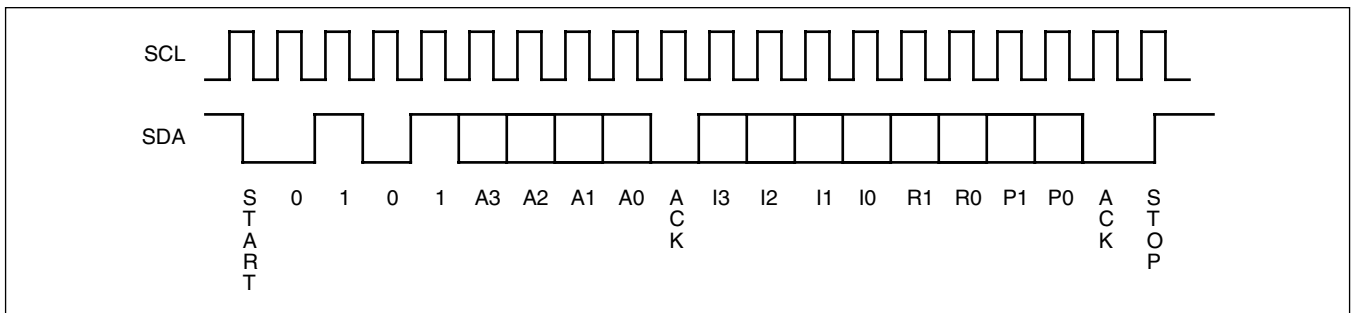 SCL
SDA
START 0 1 0 1 A3 A2 A1 A0 ACK I3 I2 I1 I0 R1 R0 P1 P0 ACK STOP